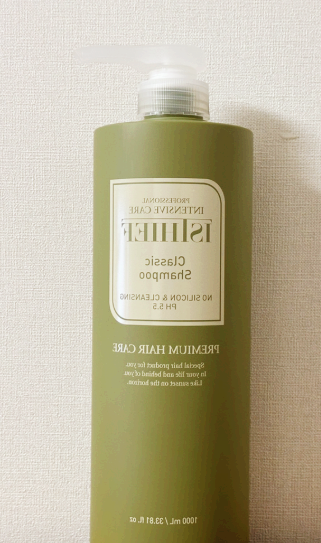 PROFESSIONAL
INTENSIVE CARE
Classic
Shampoo
NO SILICON & CLEANSING
PH 5.5
PREMIUM HAIR CARE
Special hair product for you.
In your life and behind of you
Like sunset on the horizon.
1000 mL / 33.81 fl. oz